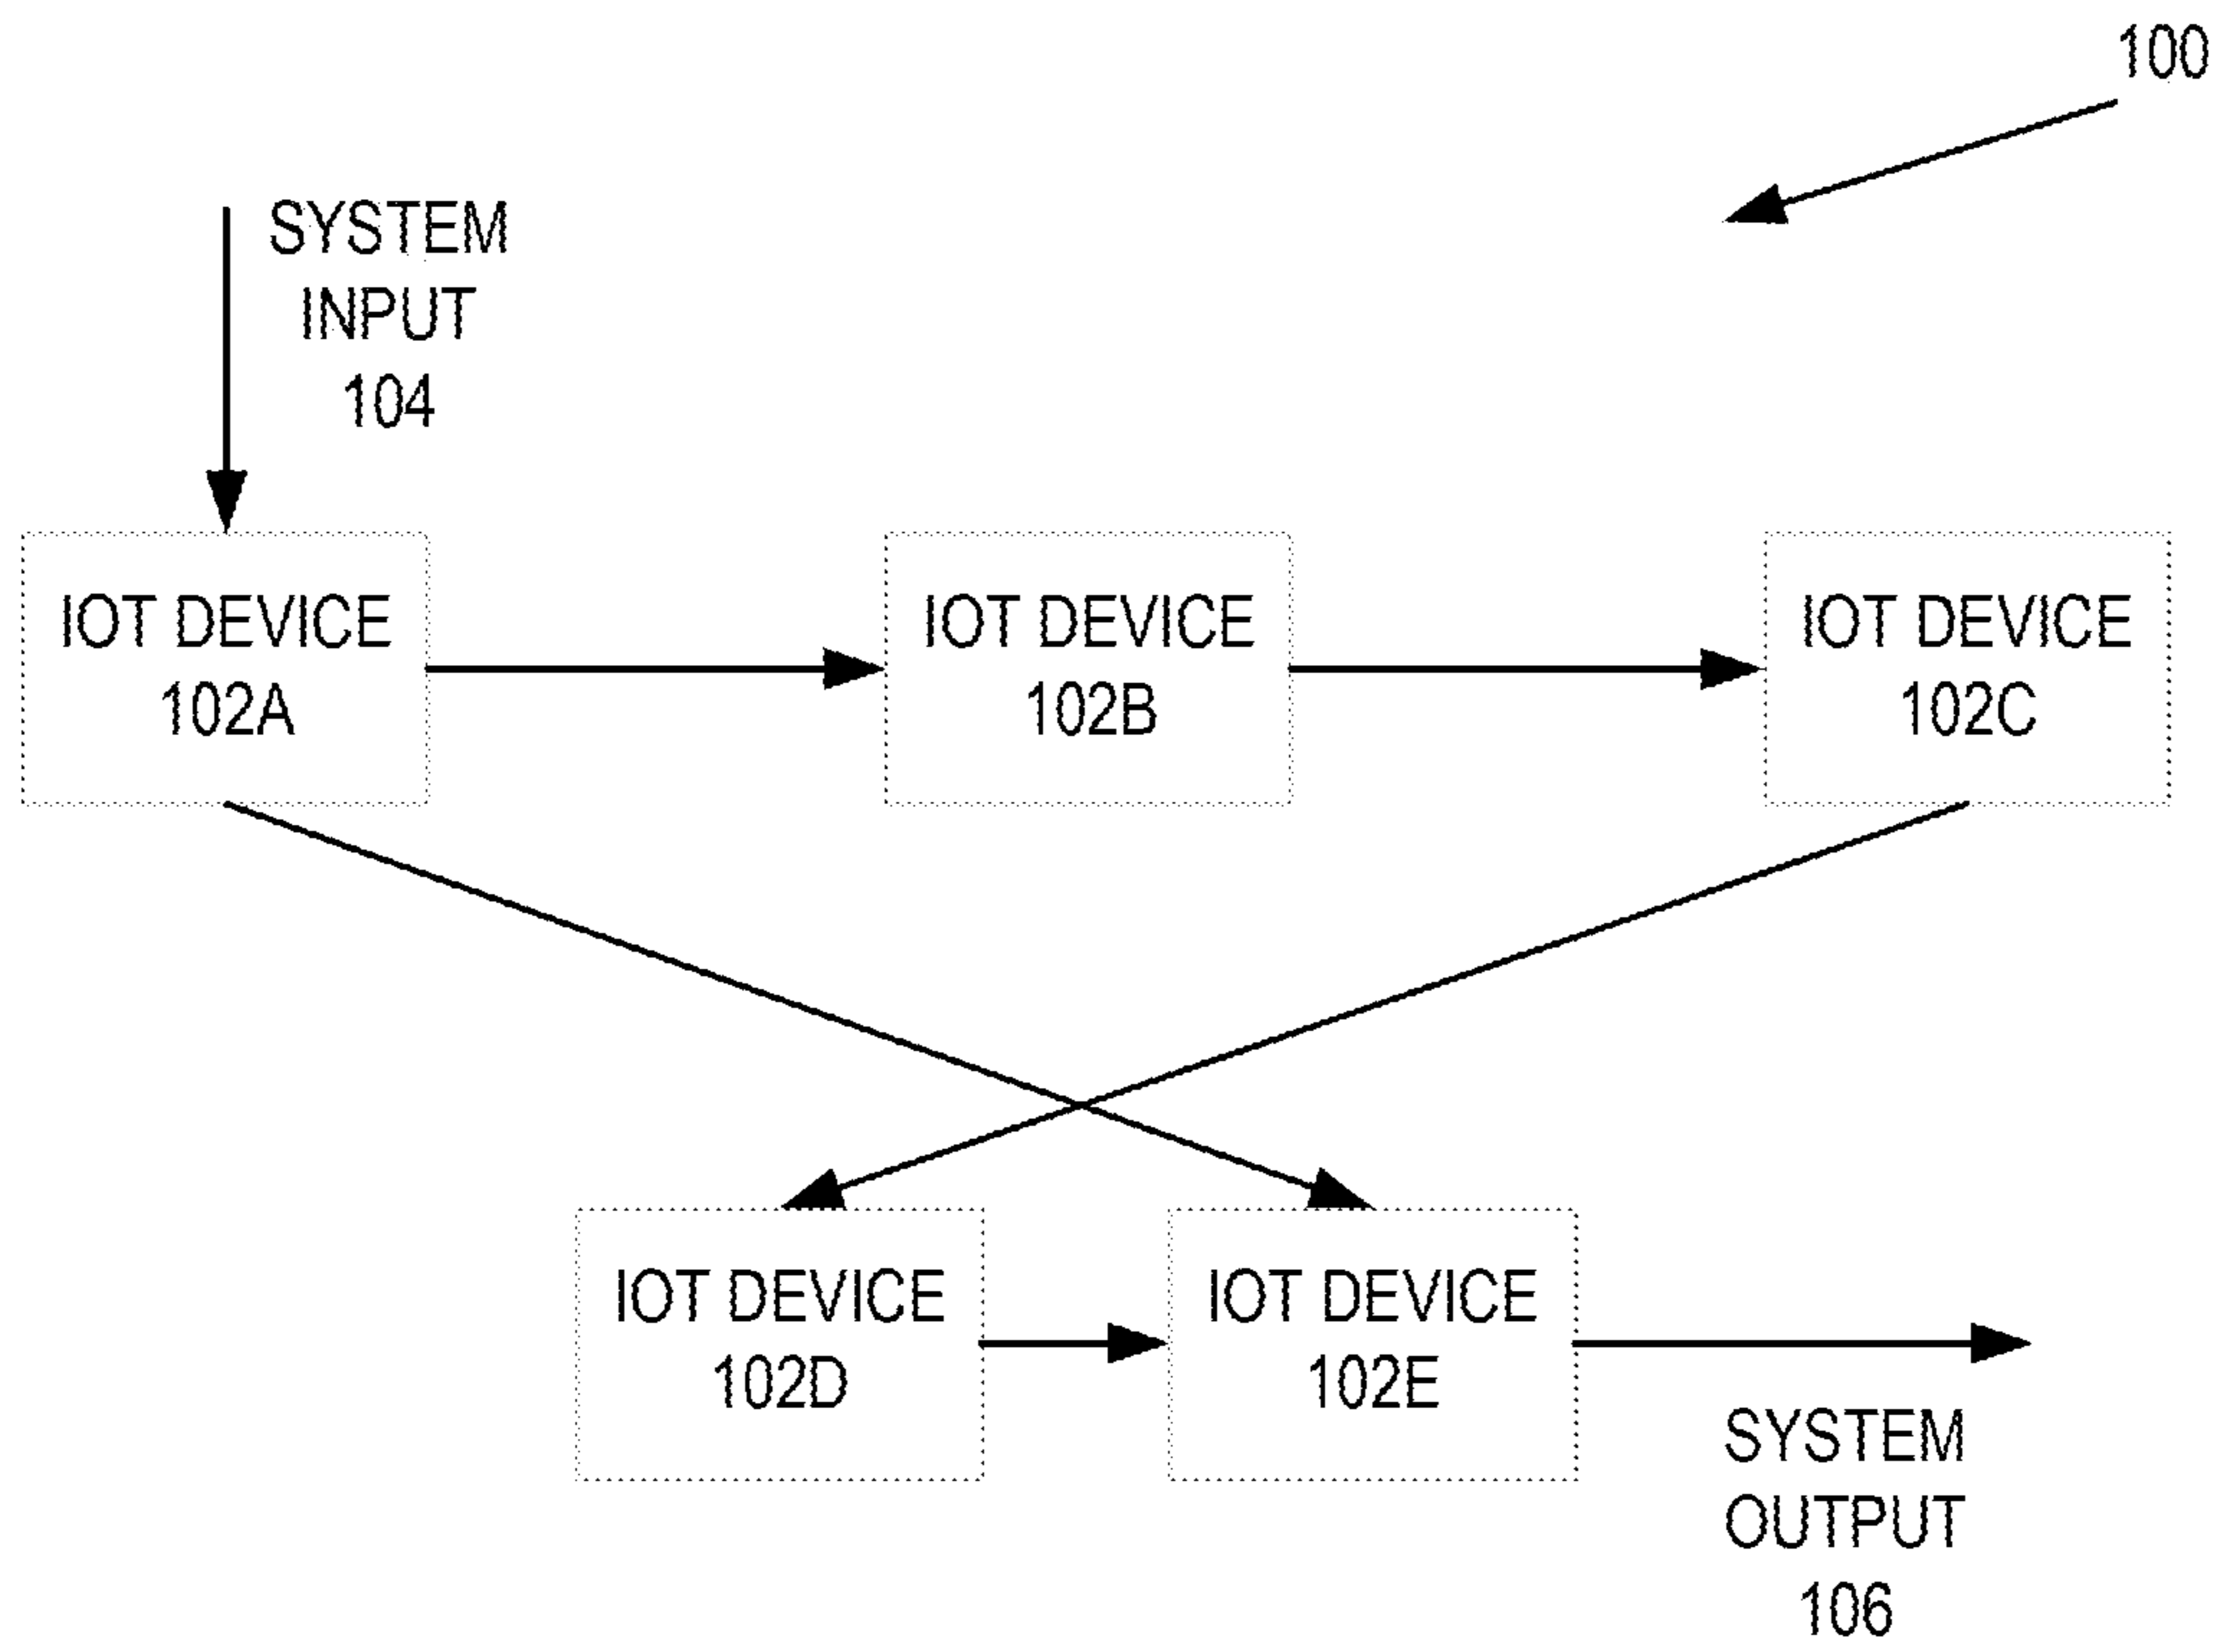 100
SYSTEM
INPUT
104
IOT DEVICE
102A
IOT DEVICE
102B
IOT DEVICE
102C
IOT DEVICE
102D
IOT DEVICE
102E
SYSTEM
OUTPUT
106